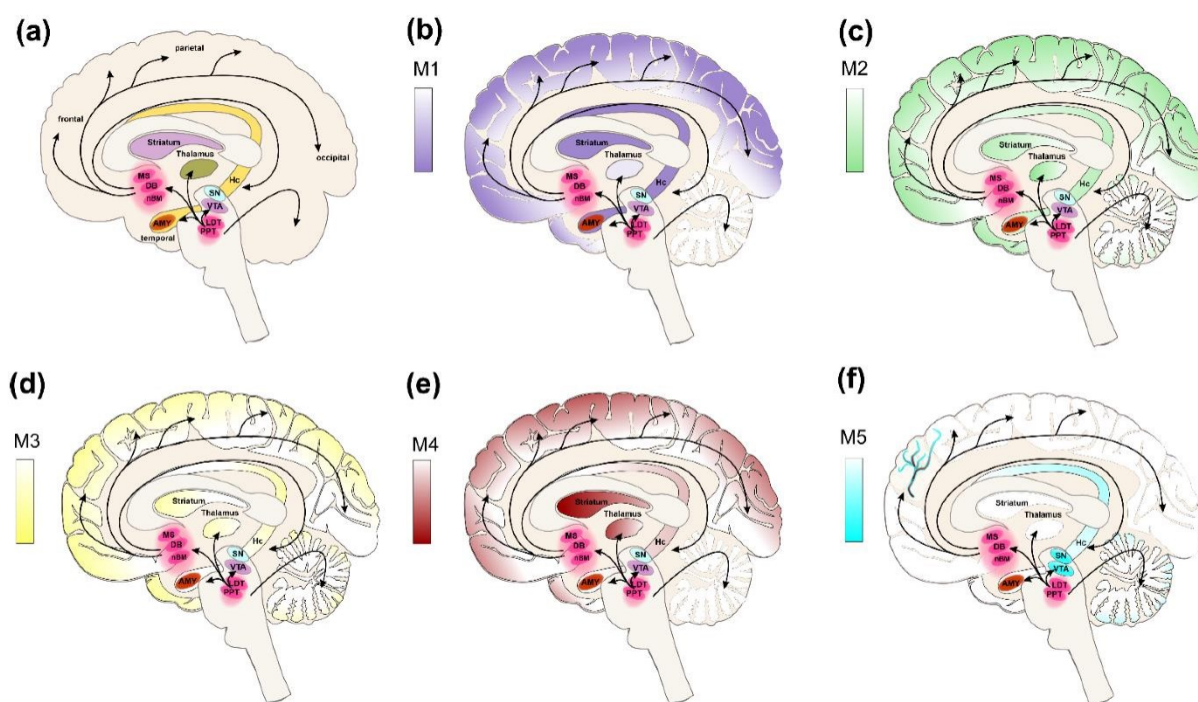 (a)
parietal
frontal
occipital
Striatum
Thalamus
MS
DB
nBM
Hc
SN
VTA
AMY
LDT
PPT
temporal
(b)
M1
Striatum
Thalamus
MS
DB
nBM
Hc
SN
VTA
AMY
LDT
PPT
(c)
M2
Striatum
Thalamus
MS
DB
nBM
Hc
SN
VTA
AMY
LDT
PPT
(d)
M3
Striatum
Thalamus
MS
DB
nBM
Hc
SN
VTA
AMY
LDT
PPT
(e)
M4
Striatum
Thalamus
MS
DB
nBM
Hc
SN
VTA
AMY
LDT
PPT
(f)
M5
Striatum
Thalamus
MS
DB
nBM
Hc
SN
VTA
AMY
LDT
PPT